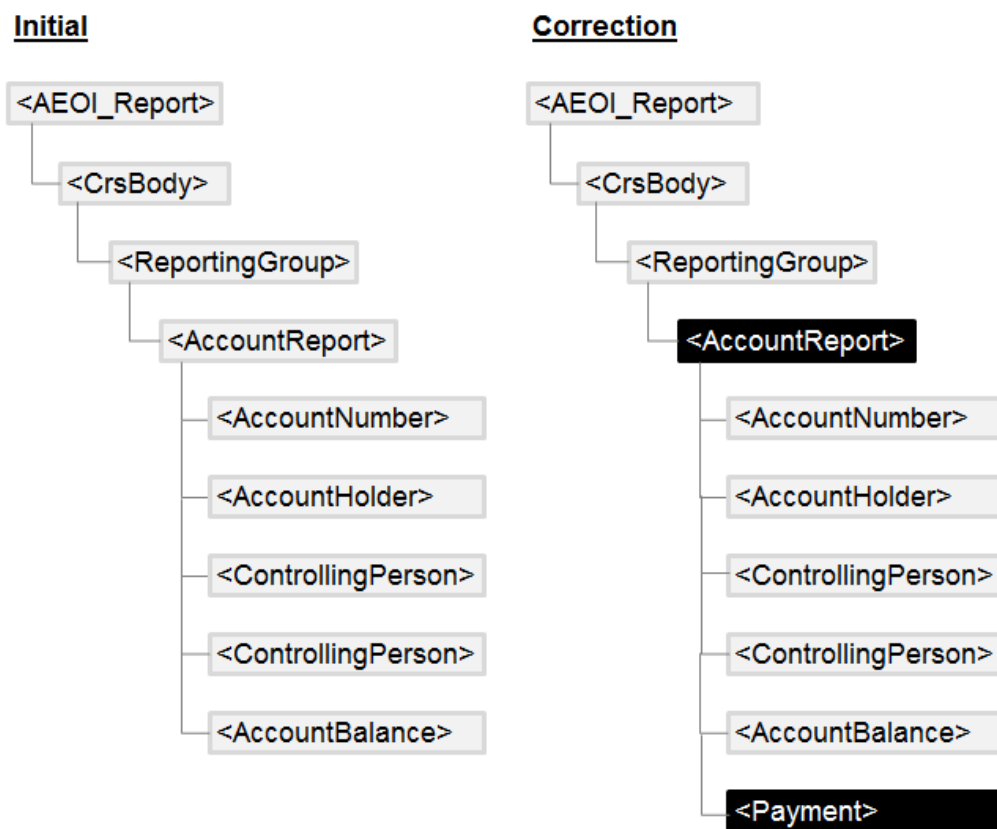 Initial
<AEOI_Report>
<CrsBody>
<ReportingGroup>
<AccountReport>
<AccountNumber>
<AccountHolder>
<ControllingPerson>
<ControllingPerson>
<AccountBalance>
Correction
<AEOI_Report>
<CrsBody>
<ReportingGroup>
<AccountReport>
<AccountNumber>
<AccountHolder>
<ControllingPerson>
<ControllingPerson>
<AccountBalance>
<Payment>